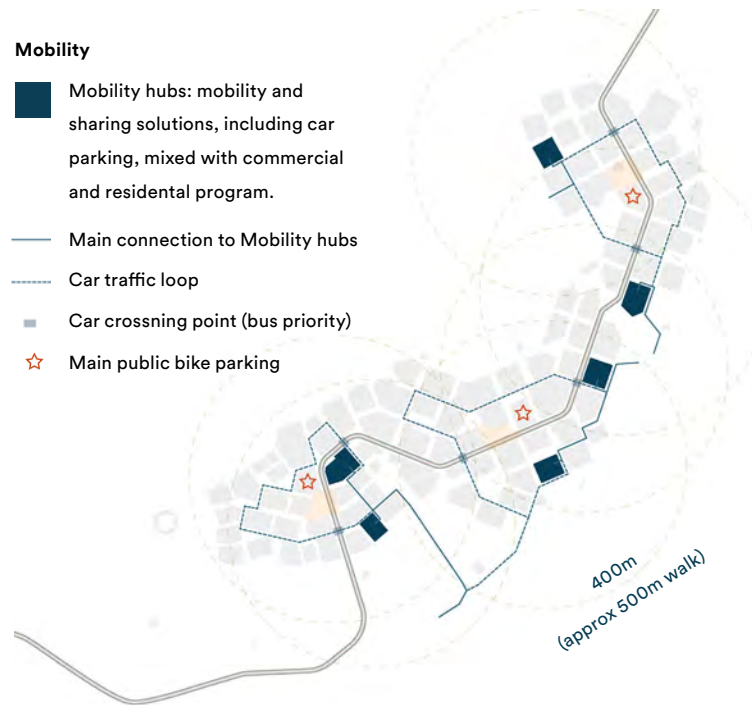 Mobility
Mobility hubs: mobility and
sharing solutions, including car
parking, mixed with commercial
and residental program.
Main connection to Mobility hubs
Car traffic loop
Car crossning point (bus priority)
Main public bike parking
400m
(approx 500m walk)